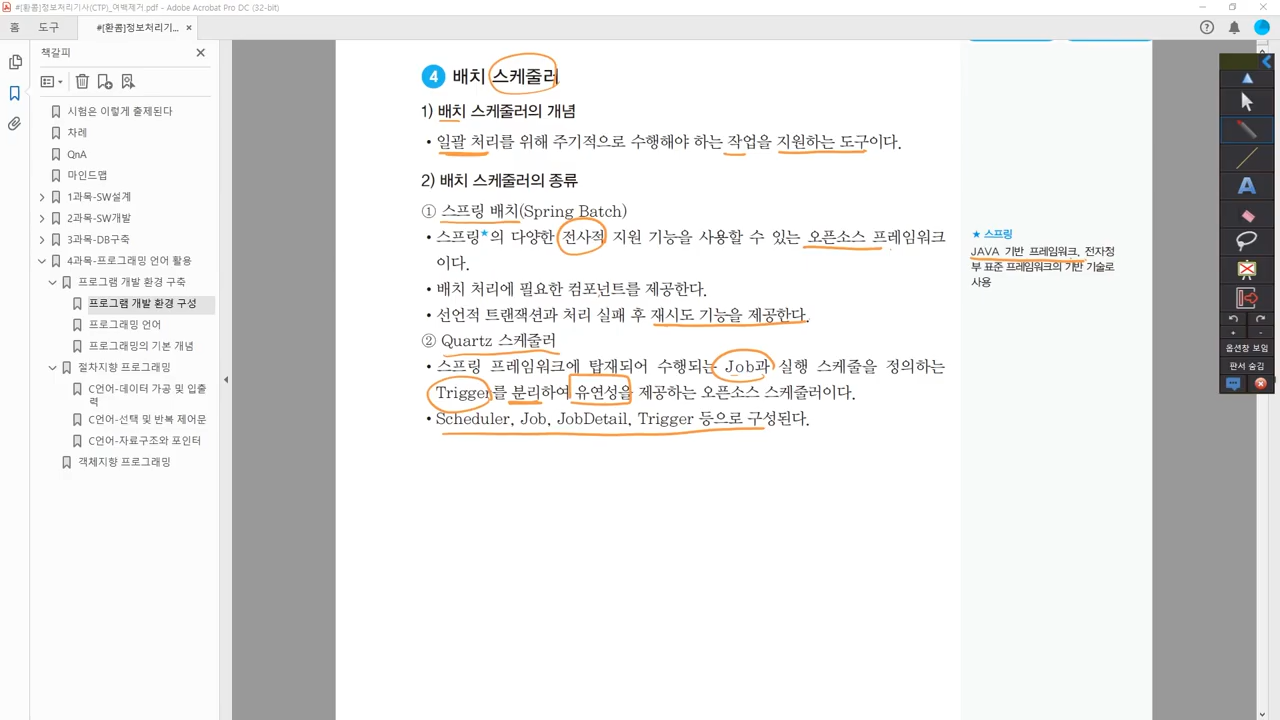 #[환콤]정보처리기사(CTP)_여백제거.pdf - Adobe Acrobat Pro DC (32-bit)
홈
도구
#[환콤]정보처리기...
책갈피
시험은 이렇게 출제된다
차례
QnA
마인드맵
1과목-SW설계
2과목-SW개발
3과목-DB구축
4과목-프로그래밍 언어 활용
프로그램 개발 환경 구축
프로그램 개발 환경 구성
프로그래밍 언어
프로그래밍의 기본 개념
절차지향 프로그래밍
C언어-데이터 가공 및 입출
력
C언어-선택 및 반복 제어문
C언어-자료구조와 포인터
객체지향 프로그래밍
4 배치 스케줄러
1) 배치 스케줄러의 개념
• 일괄 처리를 위해 주기적으로 수행해야 하는 작업을 지원하는 도구이다.
2) 배치 스케줄러의 종류
① 스프링 배치(Spring Batch)
• 스프링★의 다양한 전사적 지원 기능을 사용할 수 있는 오픈소스 프레임워크
이다.
• 배치 처리에 필요한 컴포넌트를 제공한다.
• 선언적 트랜잭션과 처리 실패 후 재시도 기능을 제공한다.
② Quartz 스케줄러
• 스프링 프레임워크에 탑재되어 수행되는 Job과 실행 스케줄을 정의하는
Trigger를 분리하여 유연성을 제공하는 오픈소스 스케줄러이다.
• Scheduler, Job, JobDetail, Trigger 등으로 구성된다.
★ 스프링
JAVA 기반 프레임워크, 전자정
부 표준 프레임워크의 기반 기술로
사용
옵션창 보임
판서 숨김